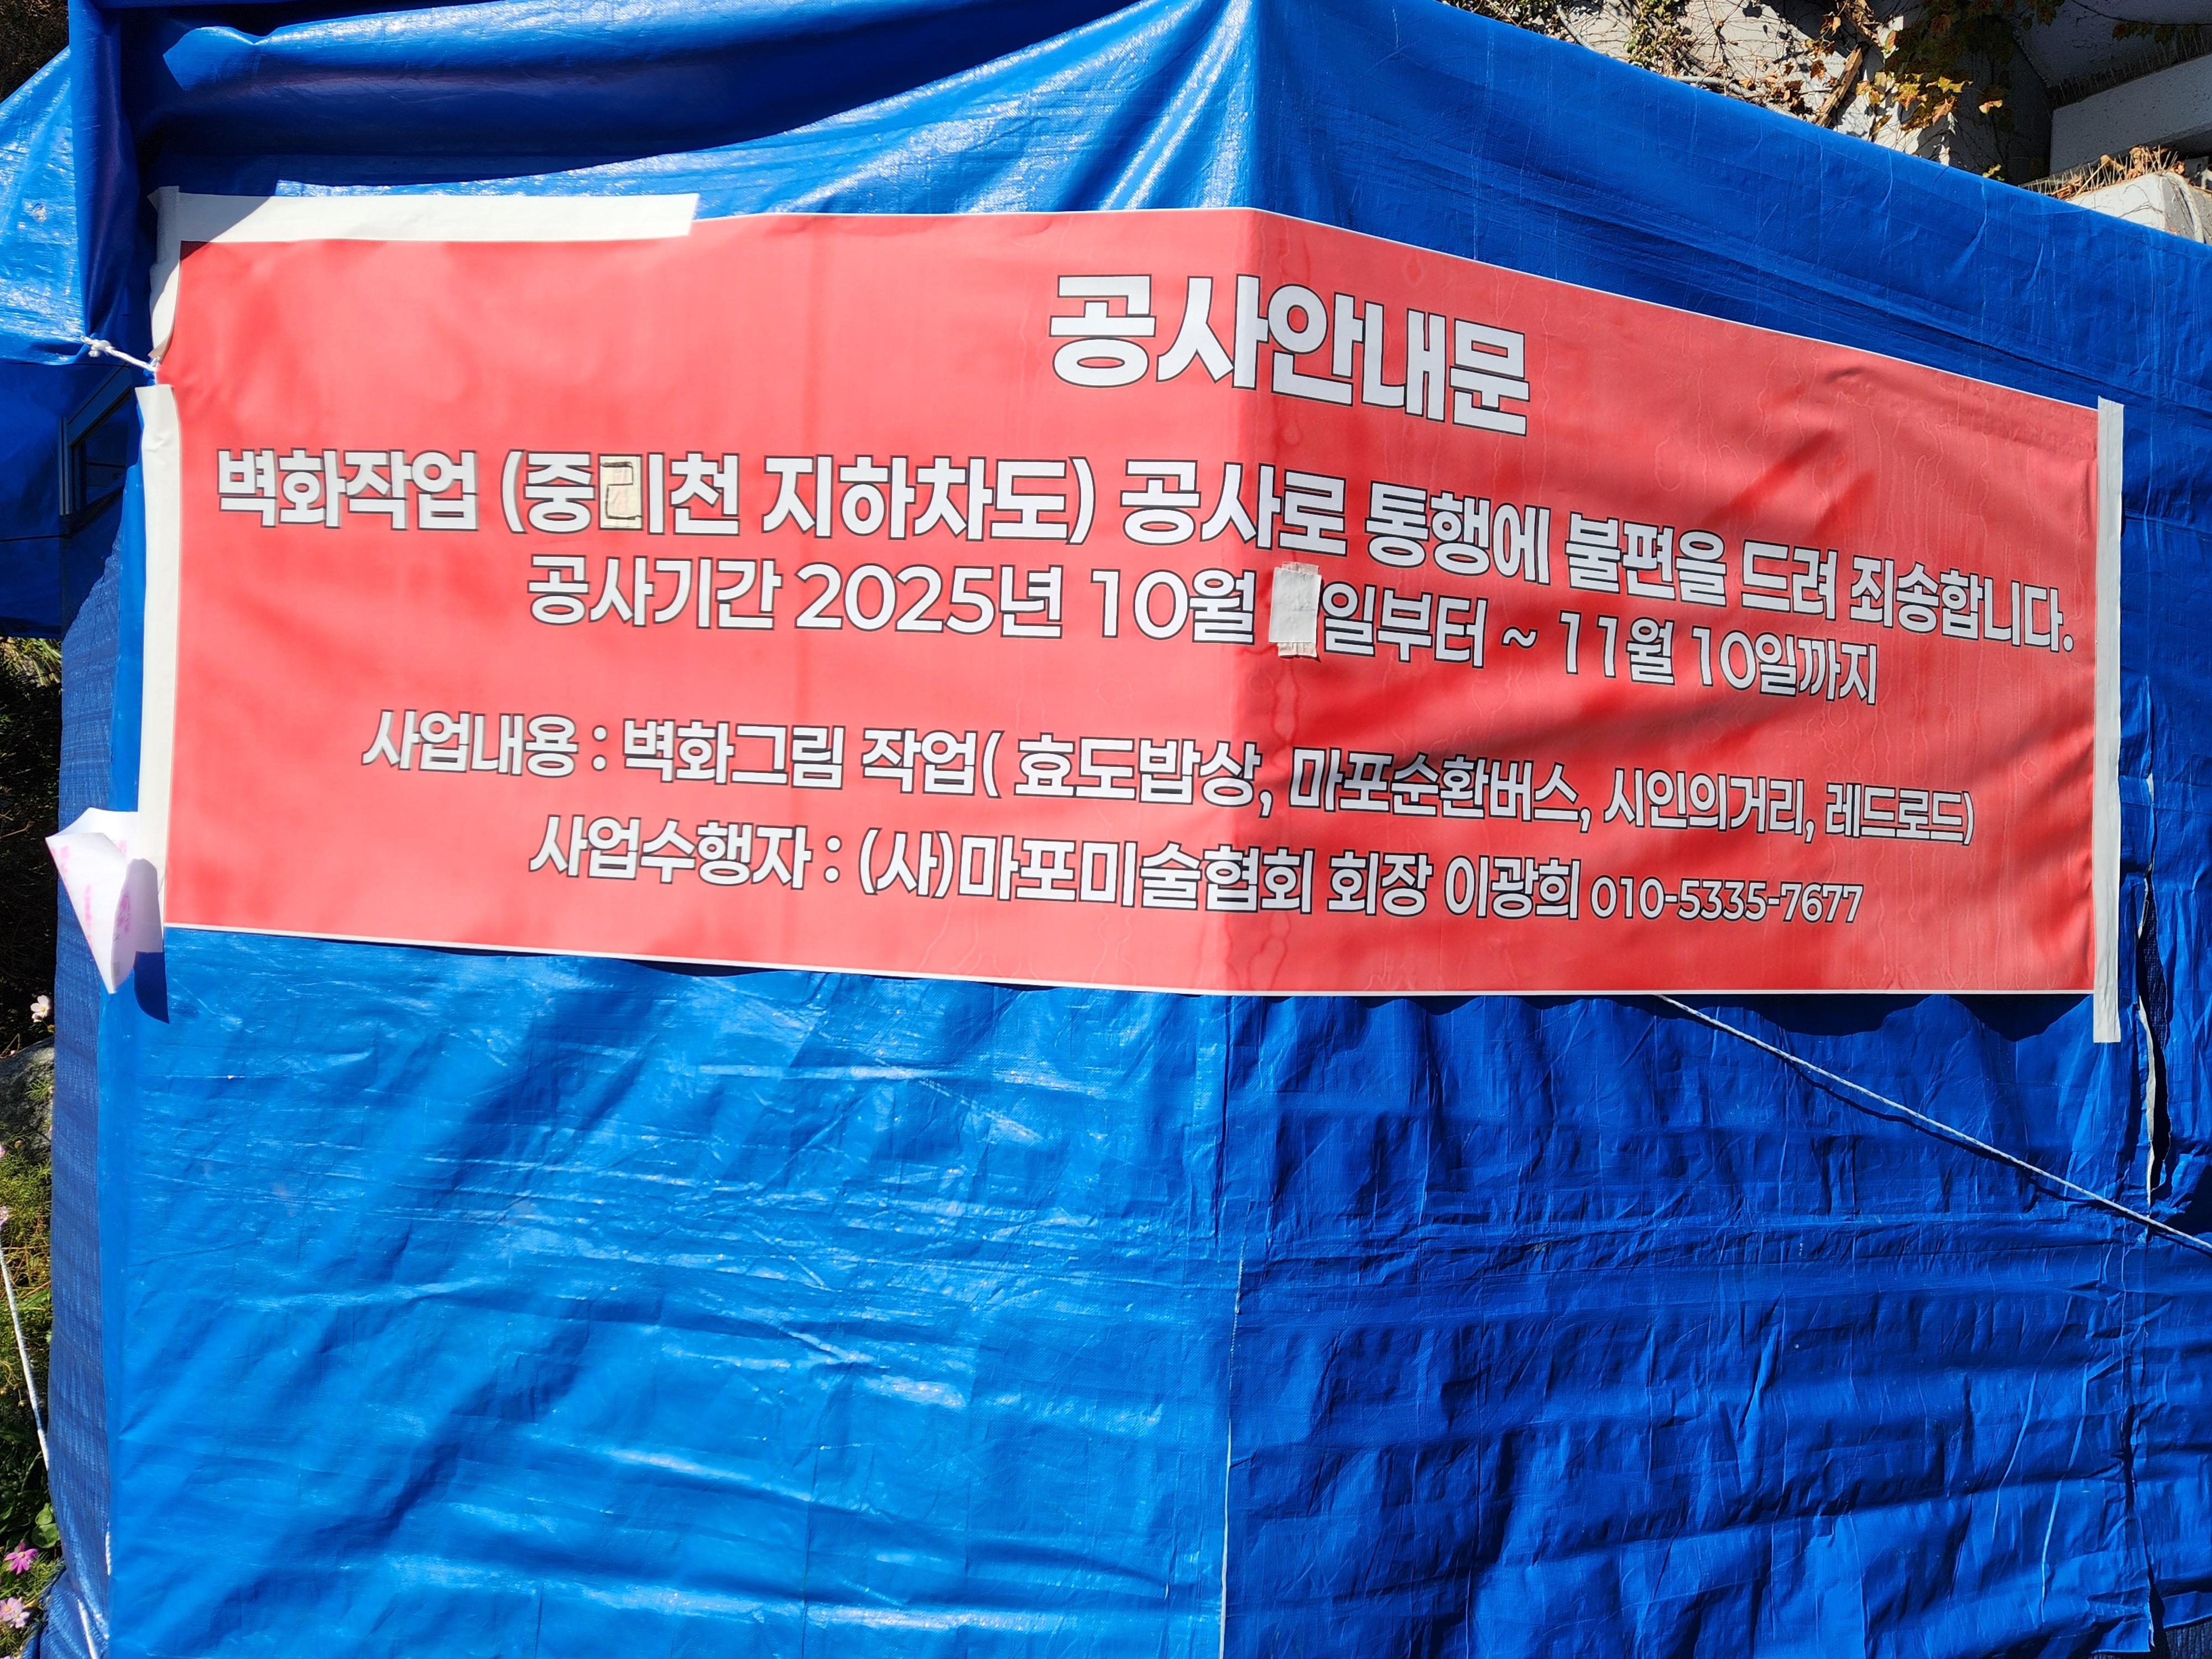 공사안내문
벽화작업 (중리천 지하차도) 공사로 통행에 불편을 드려 죄송합니다.
공사기간 2025년 10월 일부터 ~ 11월 10일까지
사업내용 : 벽화그림 작업( 효도밥상, 마포순환버스, 시인의거리, 레드로드)
사업수행자 : (사)마포미술협회 회장 이광희 010-5335-7677